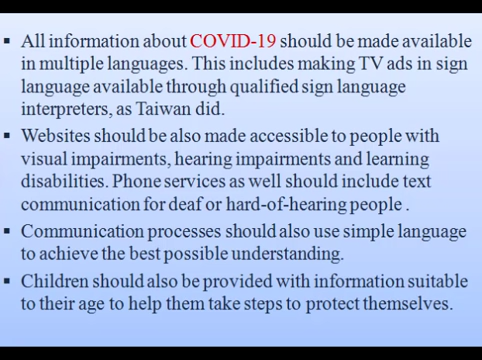 ▪ All information about COVID-19 should be made available
in multiple languages. This includes making TV ads in sign
language available through qualified sign language
interpreters, as Taiwan did.
▪ Websites should be also made accessible to people with
visual impairments, hearing impairments and learning
disabilities. Phone services as well should include text
communication for deaf or hard-of-hearing people .
▪ Communication processes should also use simple language
to achieve the best possible understanding.
▪ Children should also be provided with information suitable
to their age to help them take steps to protect themselves.